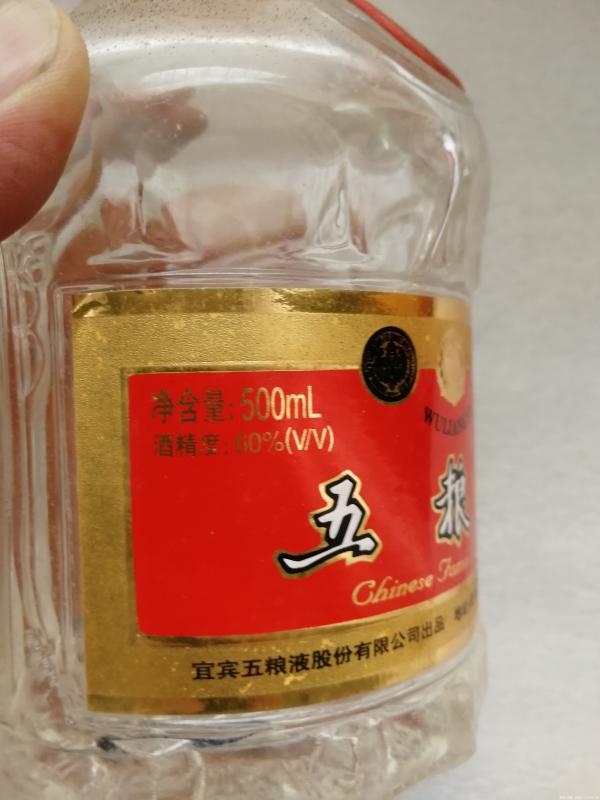 净含量:500mL
酒精度:60%(V/V)
WULIANG
五粮
Chinese
宜宾五粮液股份有限公司出品